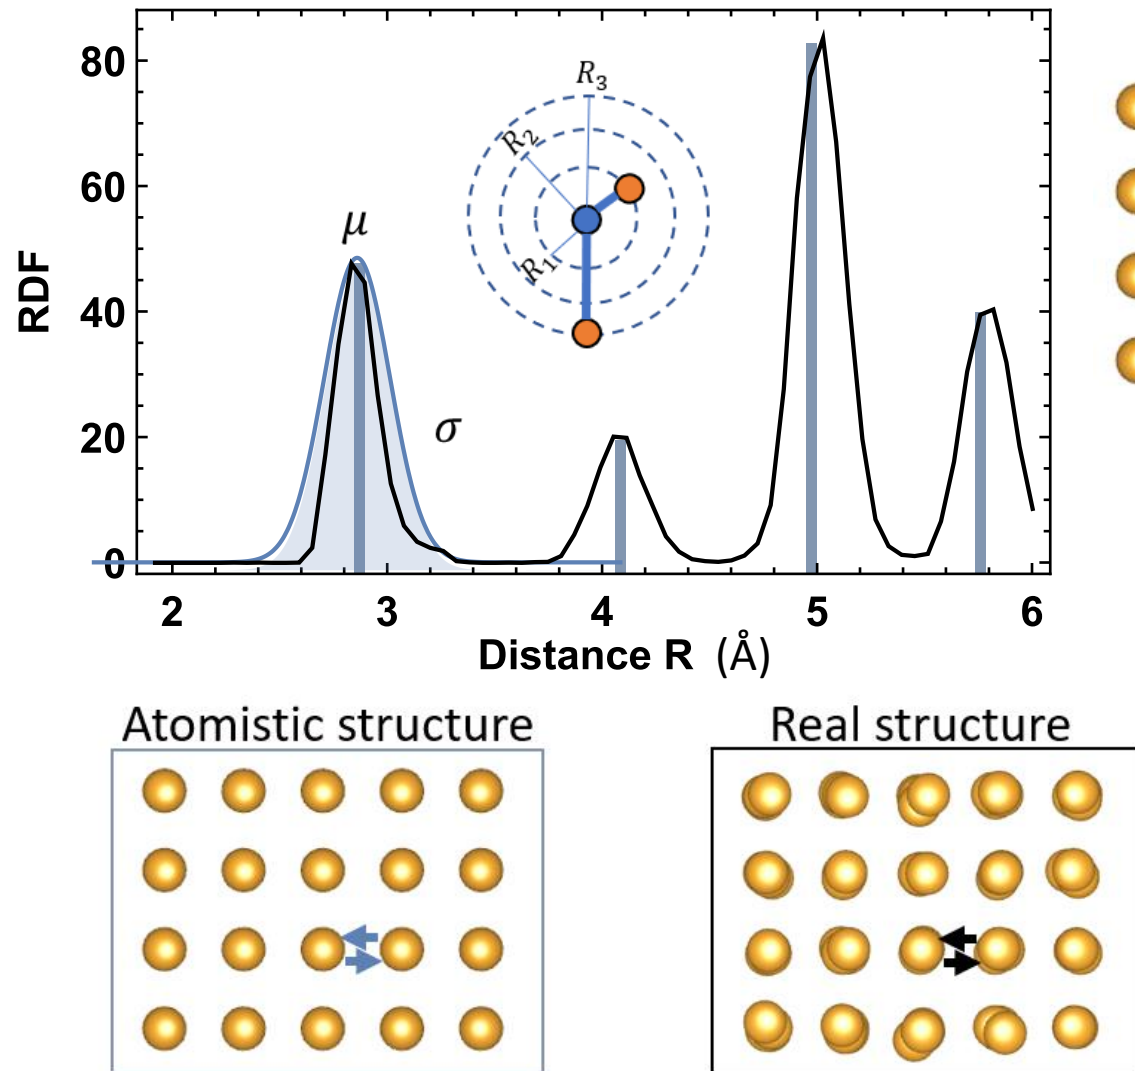 80
60
40
20
0
RDF
μ
σ
R₃
R₂
R₁
2 3 4 5 6
Distance R (Å)
Atomistic structure
Real structure